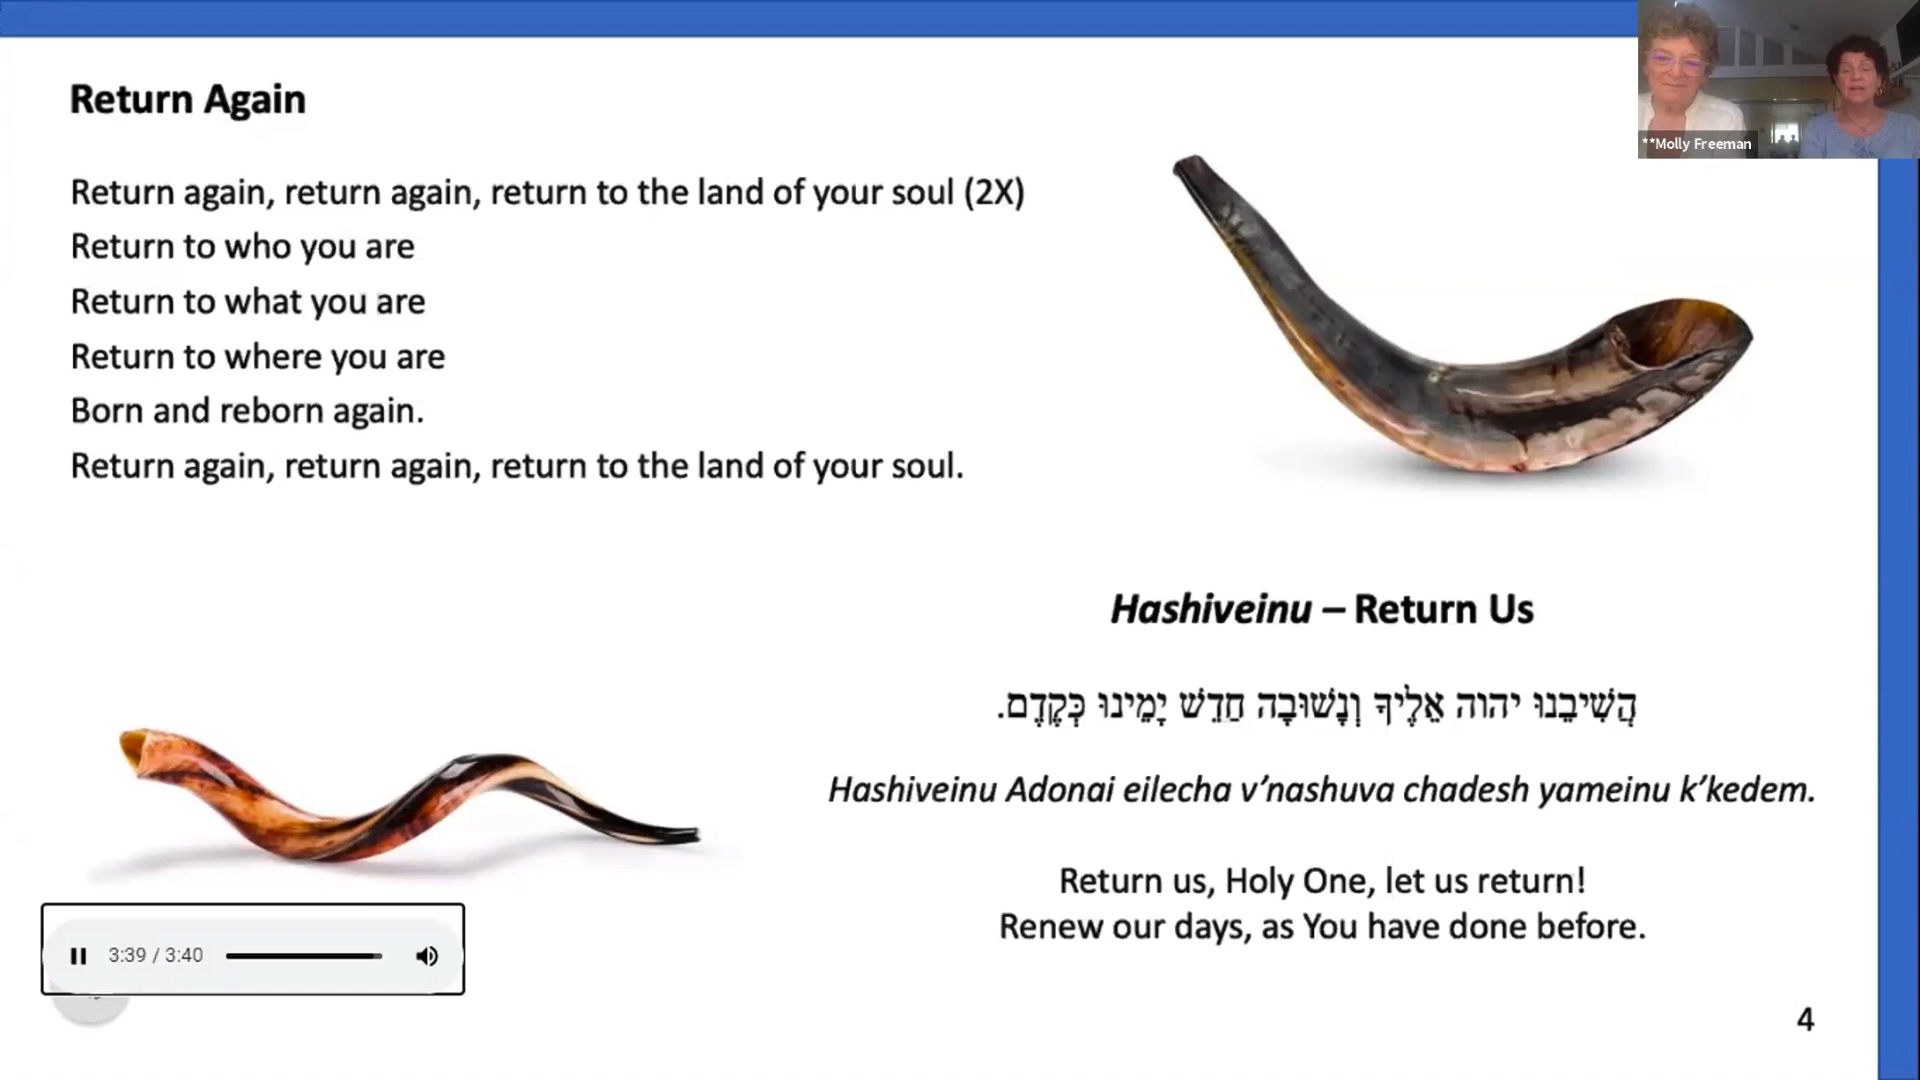 Return Again
Return again, return again, return to the land of your soul (2X)
Return to who you are
Return to what you are
Return to where you are
Born and reborn again.
Return again, return again, return to the land of your soul.
**Molly Freeman
Hashiveinu – Return Us
הֲשִׁיבֵנוּ יהוה אֵלֶיךָ וְנָשׁוּבָה חַדֵּשׁ יָמֵינוּ כְּקֶדֶם.
Hashiveinu Adonai eilecha v’nashuva chadesh yameinu k’kedem.
Return us, Holy One, let us return!
Renew our days, as You have done before.
3:39 / 3:40
4